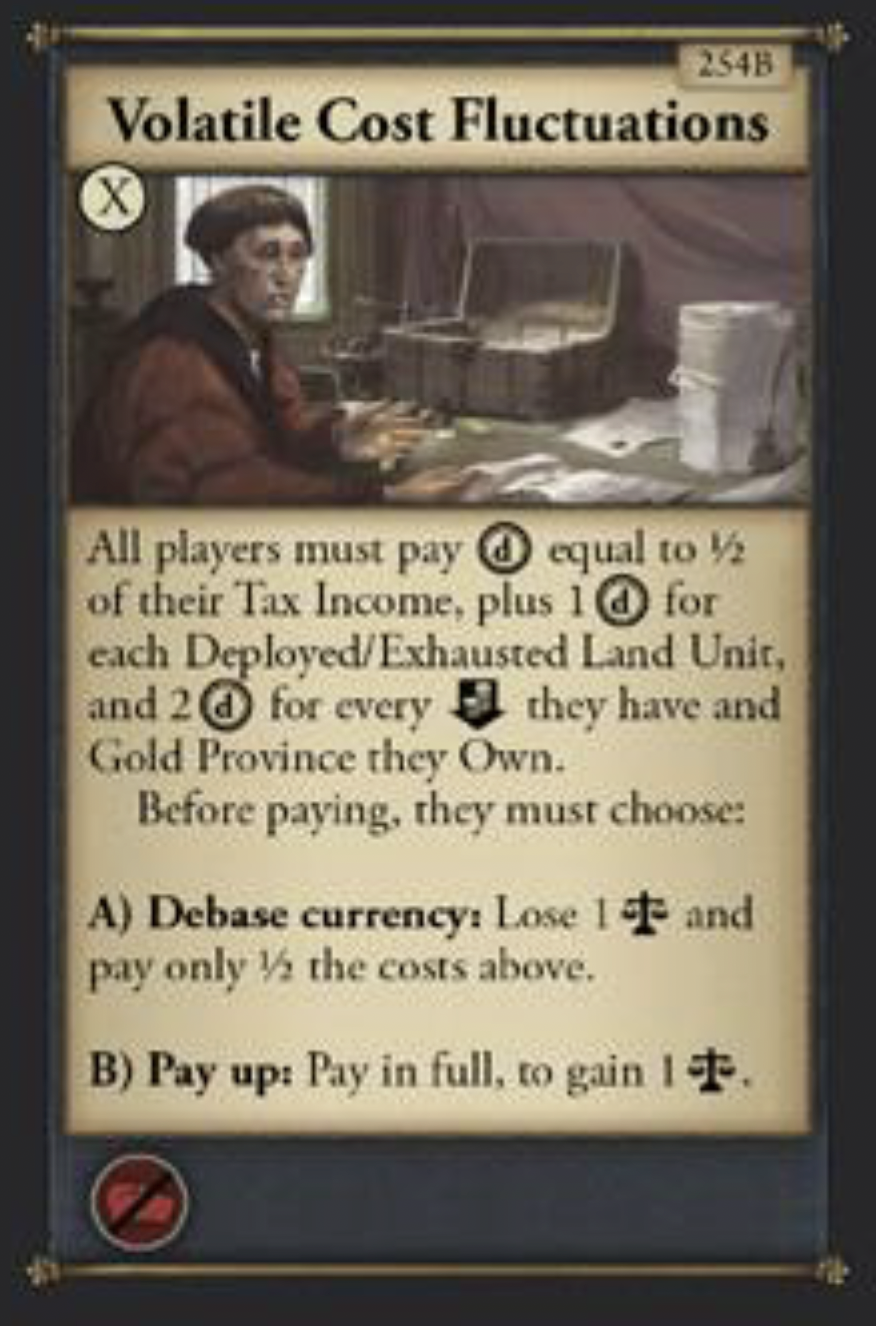 254B
Volatile Cost Fluctuations
X
All players must pay d equal to ½
of their Tax Income, plus 1 d for
each Deployed/Exhausted Land Unit,
and 2 d for every they have and
Gold Province they Own.
Before paying, they must choose:
A) Debase currency: Lose 1 and
pay only ½ the costs above.
B) Pay up: Pay in full, to gain 1 .